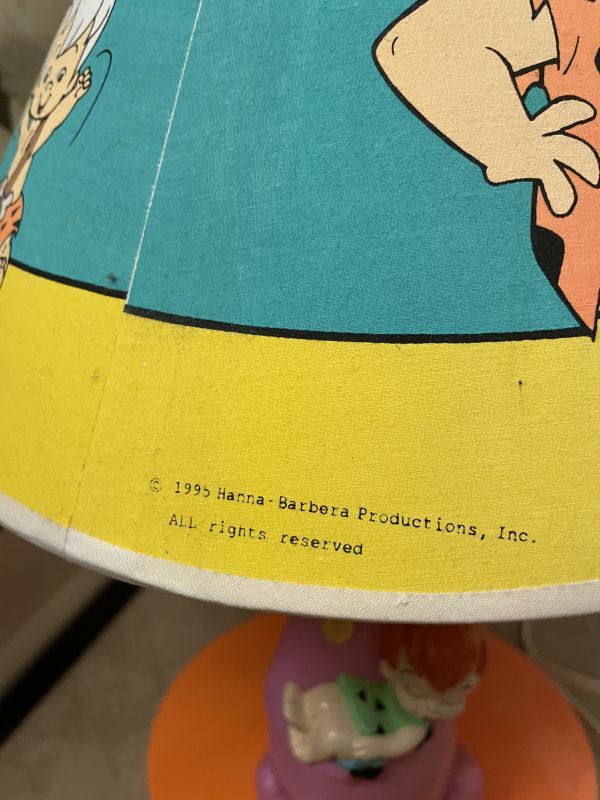 © 1995 Hanna-Barbera Productions, Inc.
ALL rights reserved